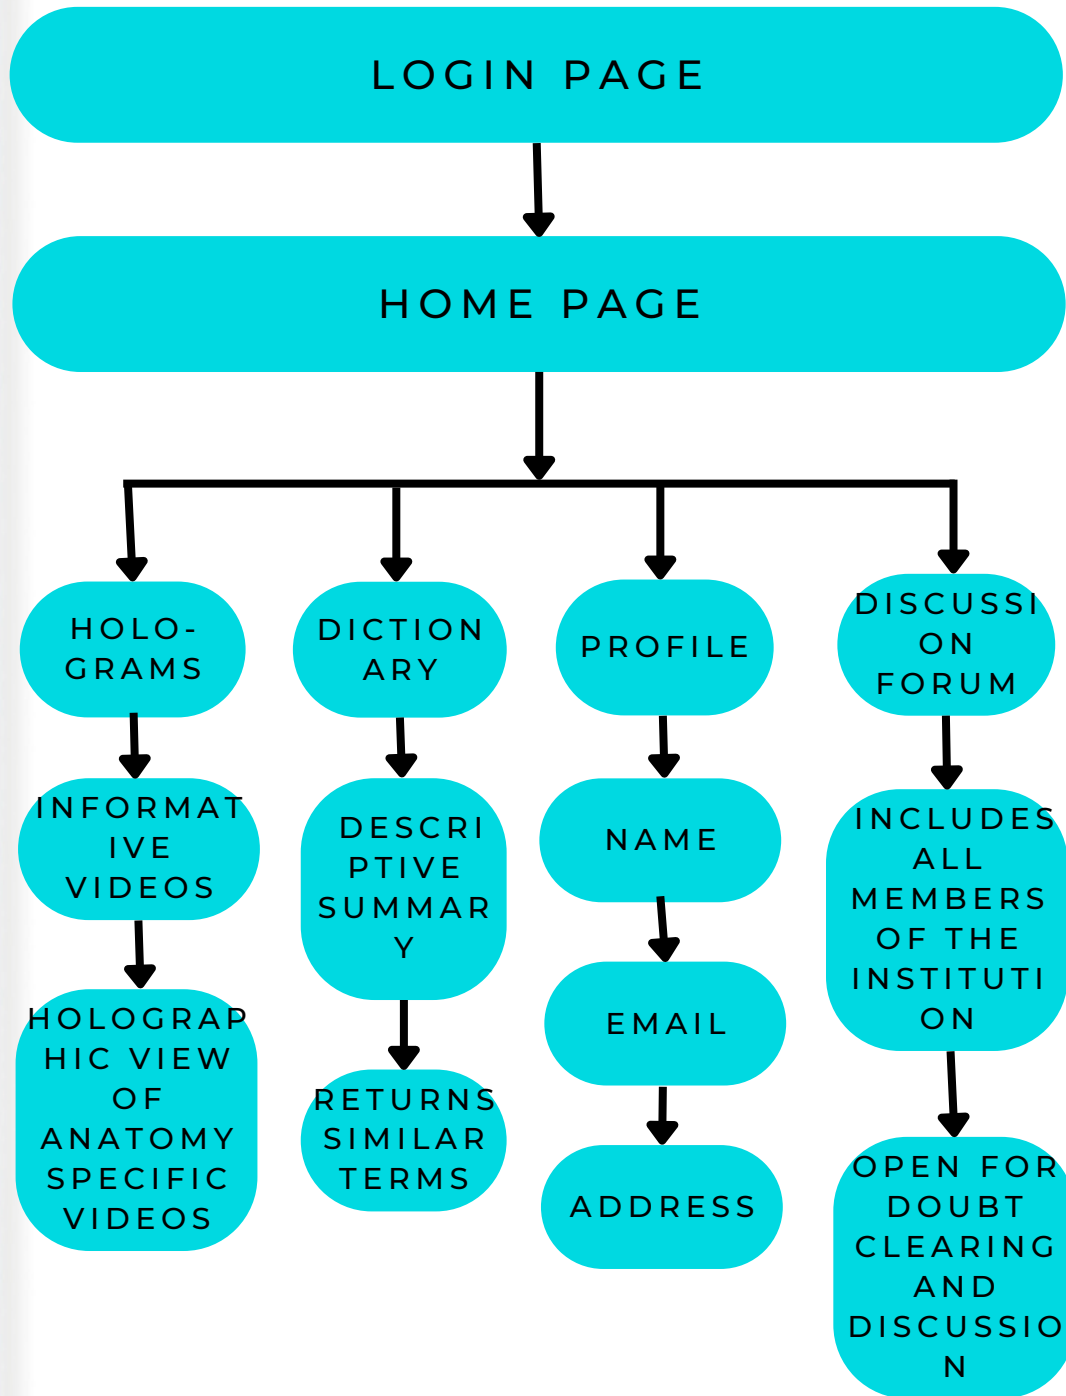 LOGIN PAGE
HOME PAGE
HOLO-
GRAMS
INFORMAT
IVE
VIDEOS
HOLOGRAP
HIC VIEW
OF
ANATOMY
SPECIFIC
VIDEOS
DICTION
ARY
DESCRI
PTIVE
SUMMAR
Y
RETURNS
SIMILAR
TERMS
PROFILE
NAME
EMAIL
ADDRESS
DISCUSSI
ON
FORUM
INCLUDES
ALL
MEMBERS
OF THE
INSTITUTI
ON
OPEN FOR
DOUBT
CLEARING
AND
DISCUSSIO
N